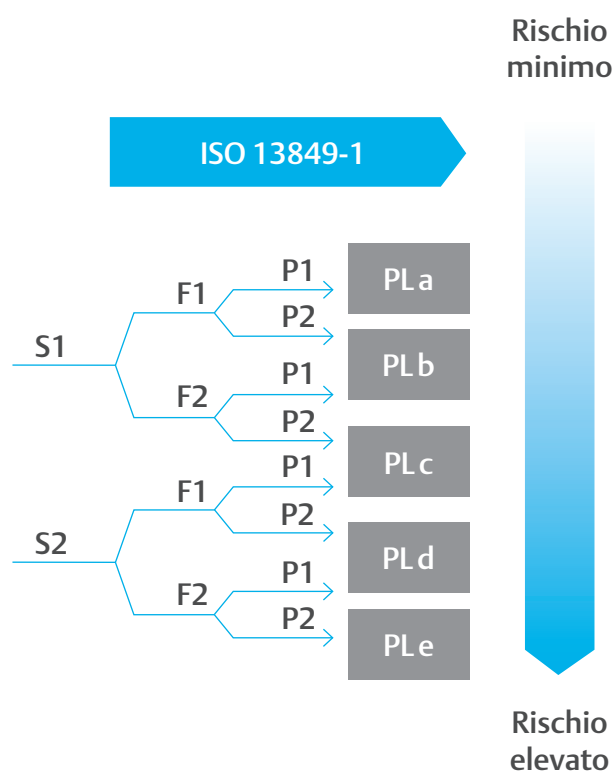 Rischio
minimo
ISO 13849-1
P1
PL a
F1
P2
S1
PL b
P1
F2
P2
PL c
P1
F1
P2
S2
PL d
P1
F2
P2
PL e
Rischio
elevato